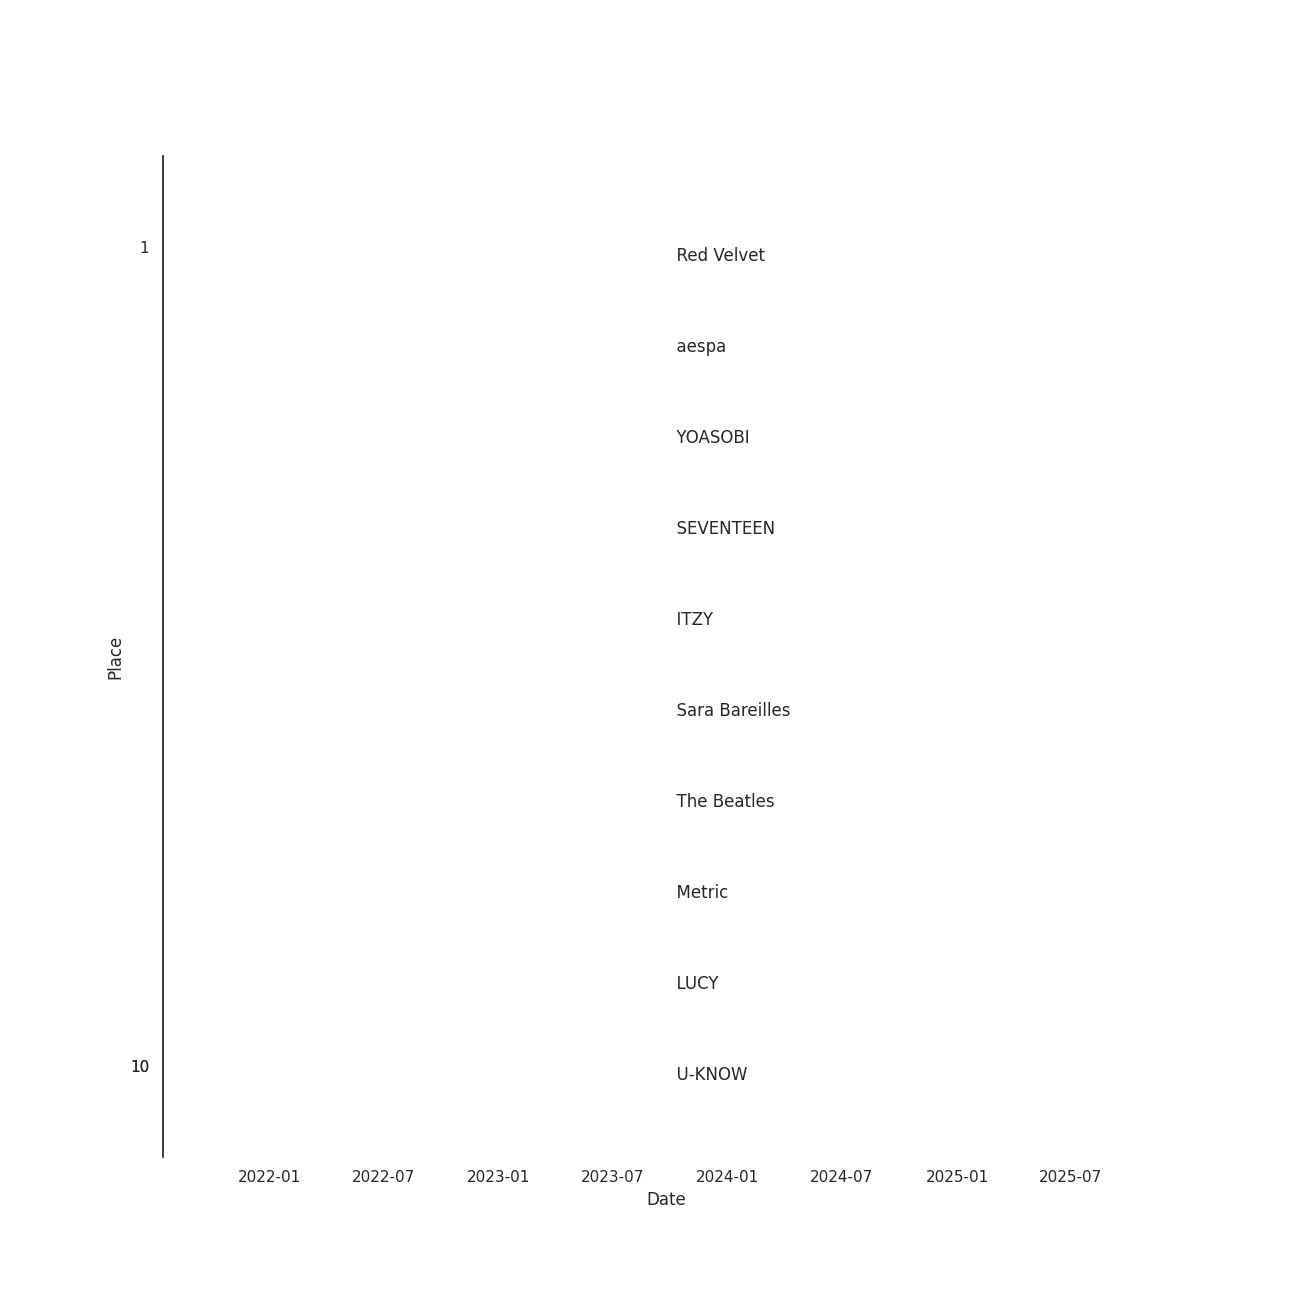 1
Red Velvet
aespa
YOASOBI
SEVENTEEN
ITZY
Sara Bareilles
Place
The Beatles
Metric
LUCY
10
U-KNOW
2022-01 2022-07 2023-01 2023-07 2024-01 2024-07 2025-01 2025-07
Date